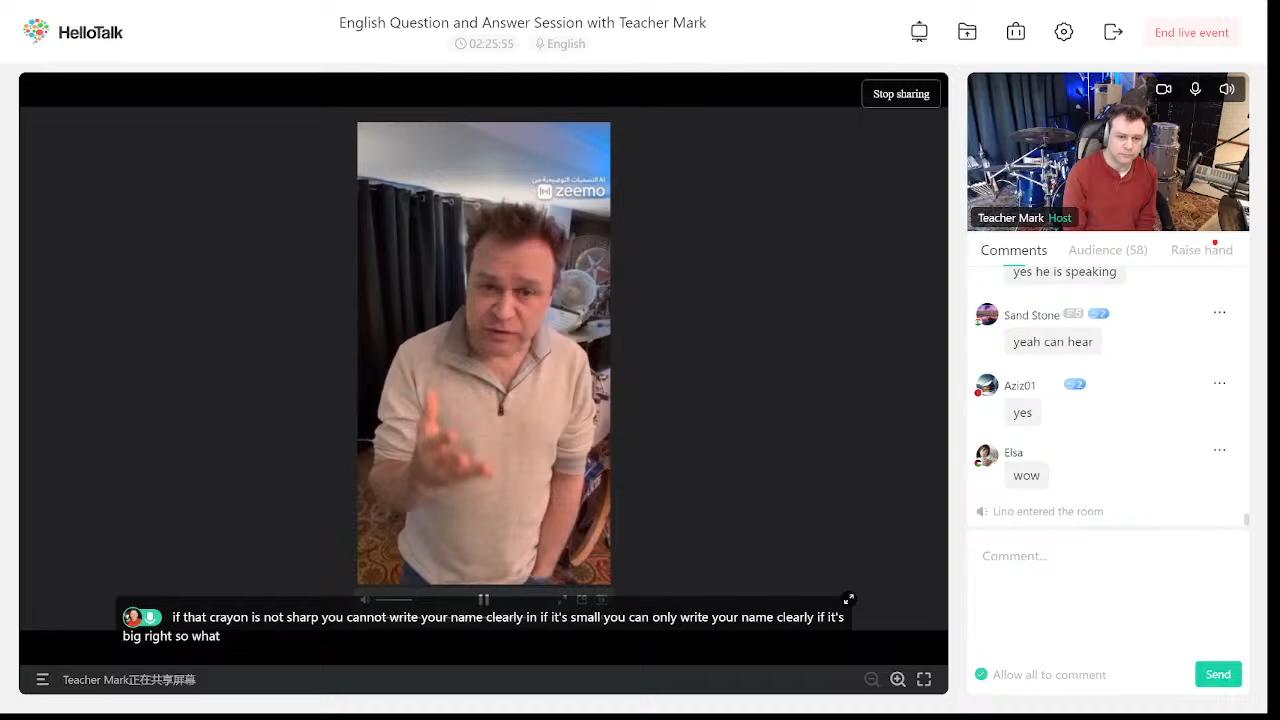 HelloTalk
English Question and Answer Session with Teacher Mark
02:25:55 English
End live event
Stop sharing
zeemo
Teacher Mark Host
Comments Audience (58) Raise hand
yes he is speaking
Sand Stone
yeah can hear
Aziz01 2
yes
Elsa
wow
Lino entered the room
Comment...
Allow all to comment
Send
if that crayon is not sharp you cannot write your name clearly in if it's small you can only write your name clearly if it's
big right so what
Teacher Mark正在共享屏幕